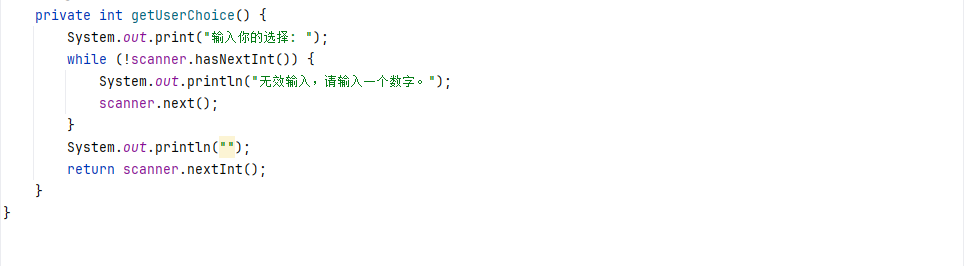 private int getUserChoice() {
System.out.print("输入你的选择: ");
while (!scanner.hasNextInt()) {
System.out.println("无效输入，请输入一个数字。");
scanner.next();
}
System.out.println("");
return scanner.nextInt();
}
}